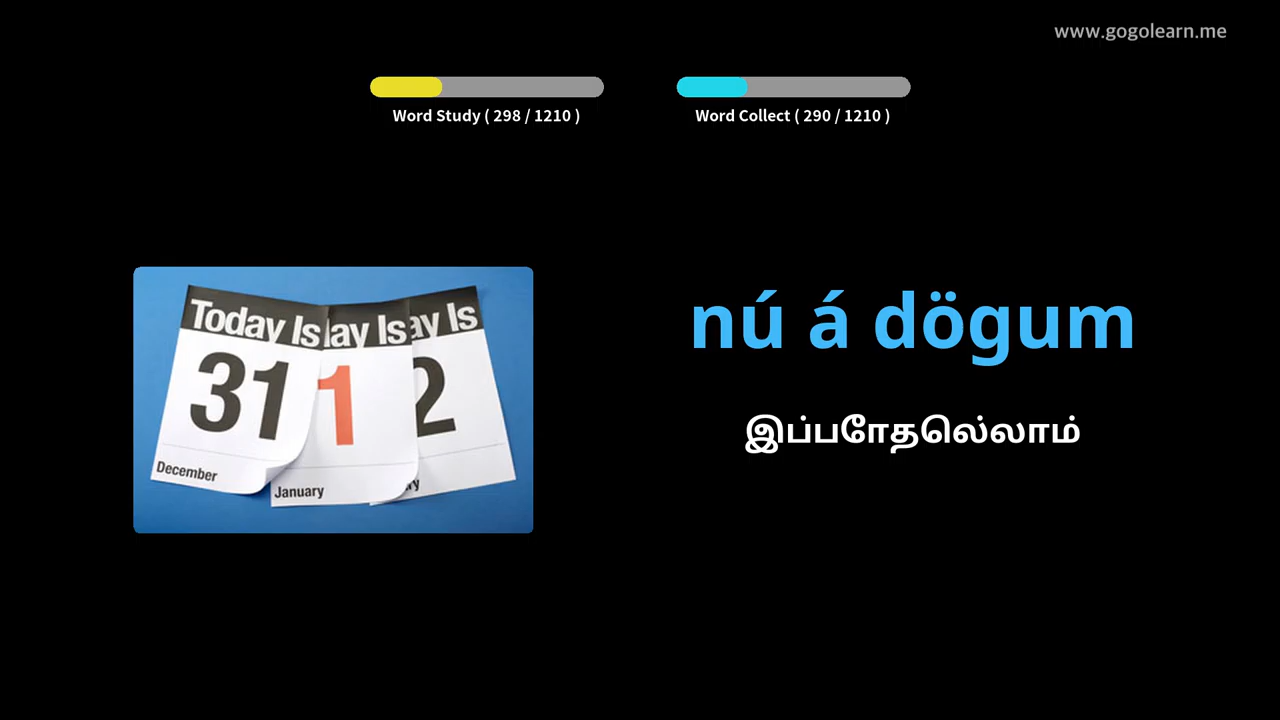 www.gogolearn.me
Word Study ( 298 / 1210 )
Word Collect ( 290 / 1210 )
nú á dögum
இப்போதெல்லாம்
Today Is
ay Is
ay Is
31
1
2
December
January
ry